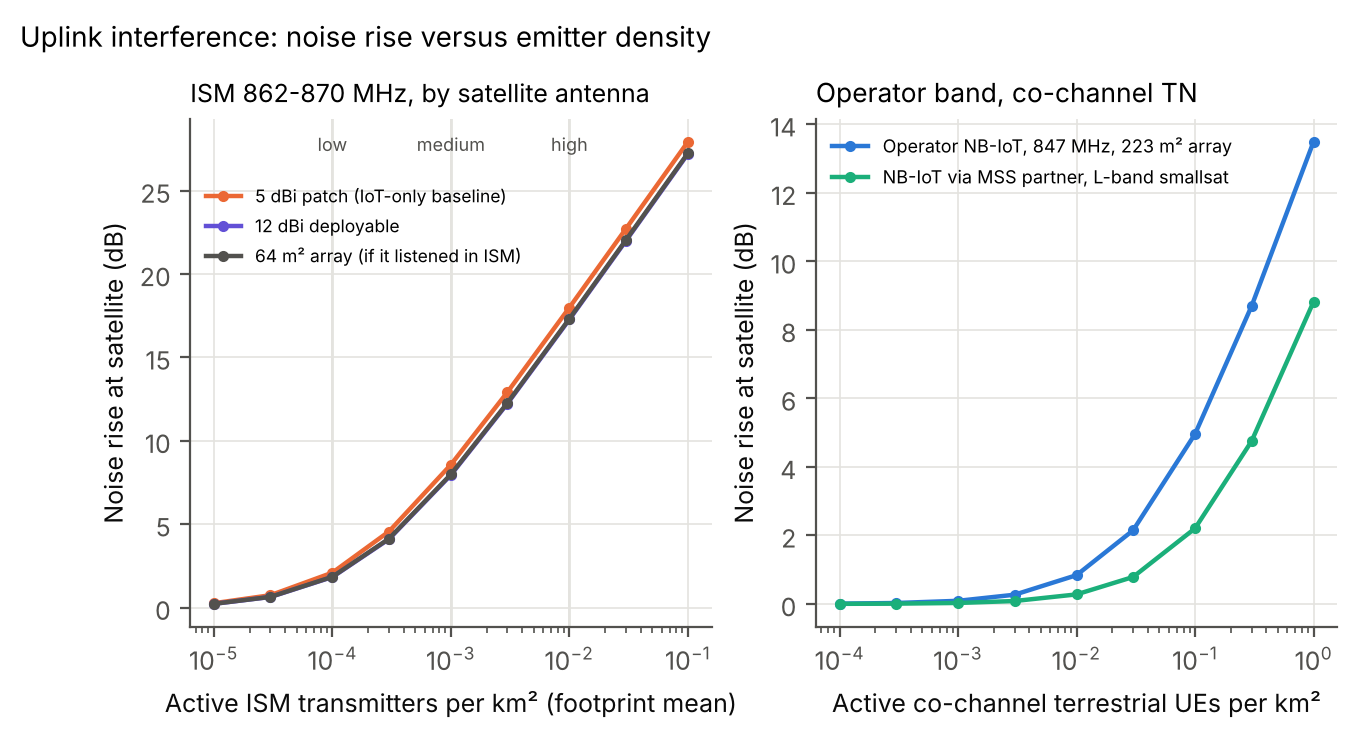 Uplink interference: noise rise versus emitter density
ISM 862-870 MHz, by satellite antenna
low medium high
5 dBi patch (IoT-only baseline)
12 dBi deployable
64 m² array (if it listened in ISM)
Noise rise at satellite (dB)
25
20
15
10
5
0
10⁻⁵ 10⁻⁴ 10⁻³ 10⁻² 10⁻¹
Active ISM transmitters per km² (footprint mean)
Operator band, co-channel TN
Operator NB-IoT, 847 MHz, 223 m² array
NB-IoT via MSS partner, L-band smallsat
Noise rise at satellite (dB)
14
12
10
8
6
4
2
0
10⁻⁴ 10⁻³ 10⁻² 10⁻¹ 10⁰
Active co-channel terrestrial UEs per km²